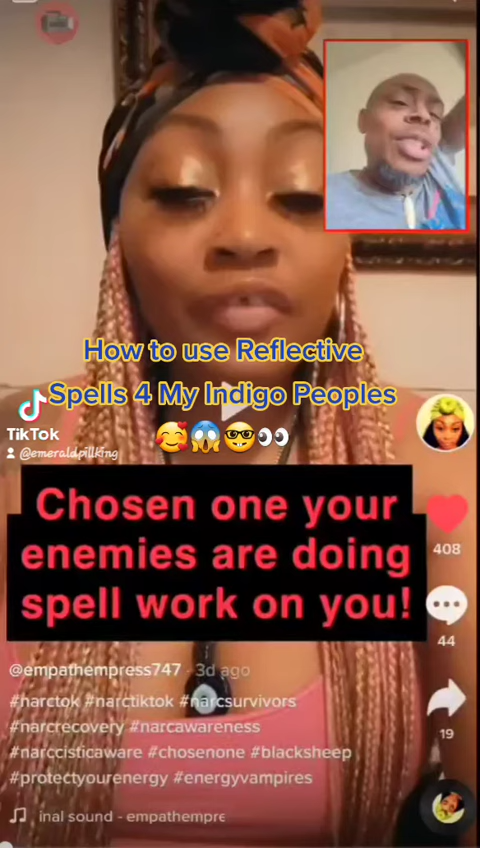 How to use Reflective
Spells 4 My Indigo Peoples
🥰😱🤓👀
TikTok
@emeraldpillking
Chosen one your
enemies are doing
spell work on you!
408
44
@empathempress747 · 3d ago
19
#narctok #narctiktok #narcsurvivors
#narcrecovery #narcawareness
#narccisticaware #chosenone #blacksheep
#protectyourenergy #energyvampires
inal sound - empathempre